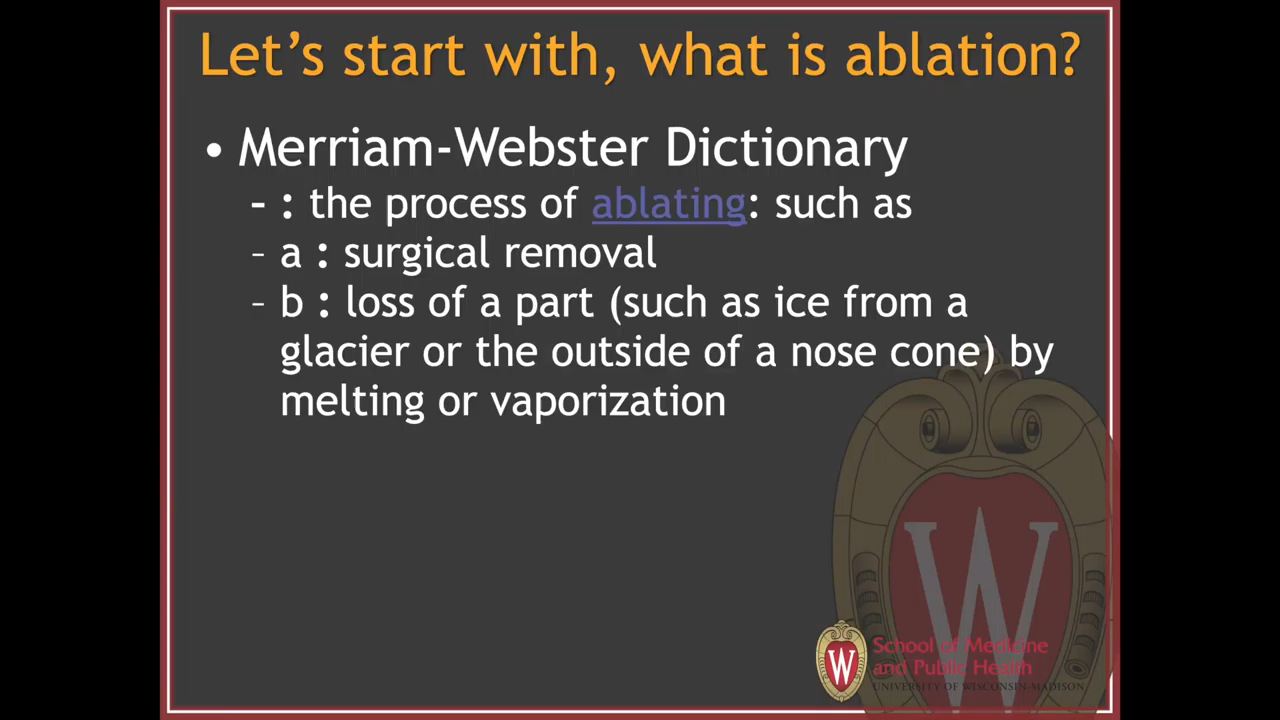 Let's start with, what is ablation?
• Merriam-Webster Dictionary
- : the process of ablating: such as
– a : surgical removal
– b : loss of a part (such as ice from a
glacier or the outside of a nose cone) by
melting or vaporization
W
W
School of Medicine
and Public Health
UNIVERSITY OF WISCONSIN-MADISON